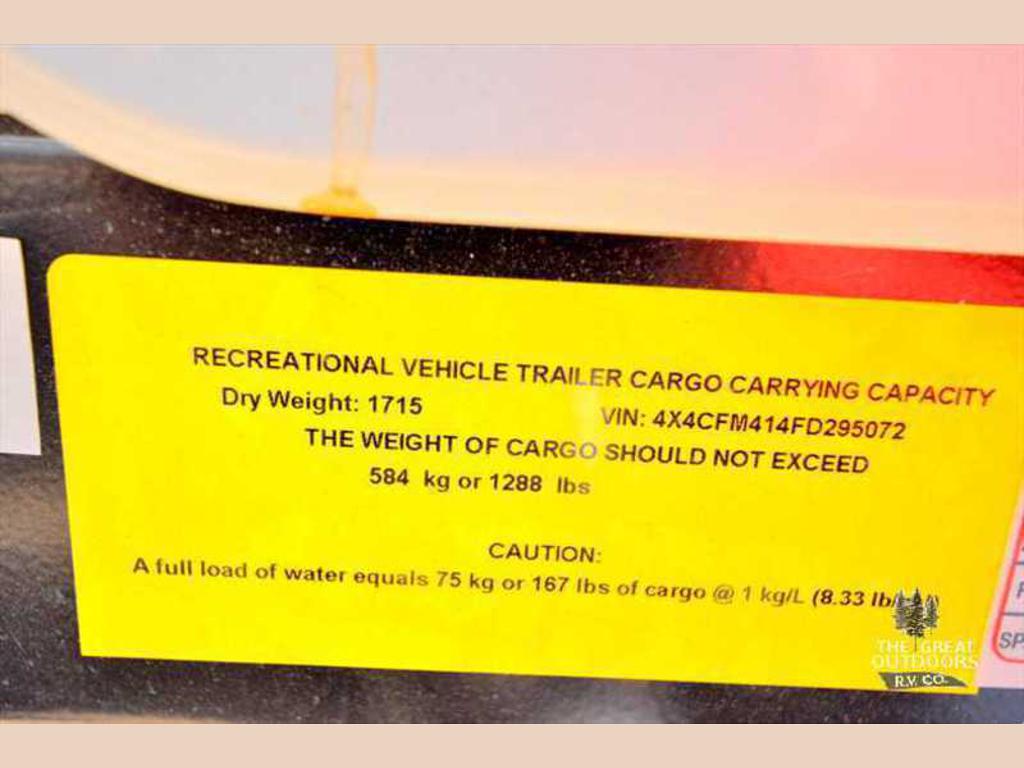 RECREATIONAL VEHICLE TRAILER CARGO CARRYING CAPACITY
Dry Weight: 1715 VIN: 4X4CFM414FD295072
THE WEIGHT OF CARGO SHOULD NOT EXCEED
584 kg or 1288 lbs
CAUTION:
A full load of water equals 75 kg or 167 lbs of cargo @ 1 kg/L (8.33 lb/
THE GREAT
OUTDOORS
R.V. CO.